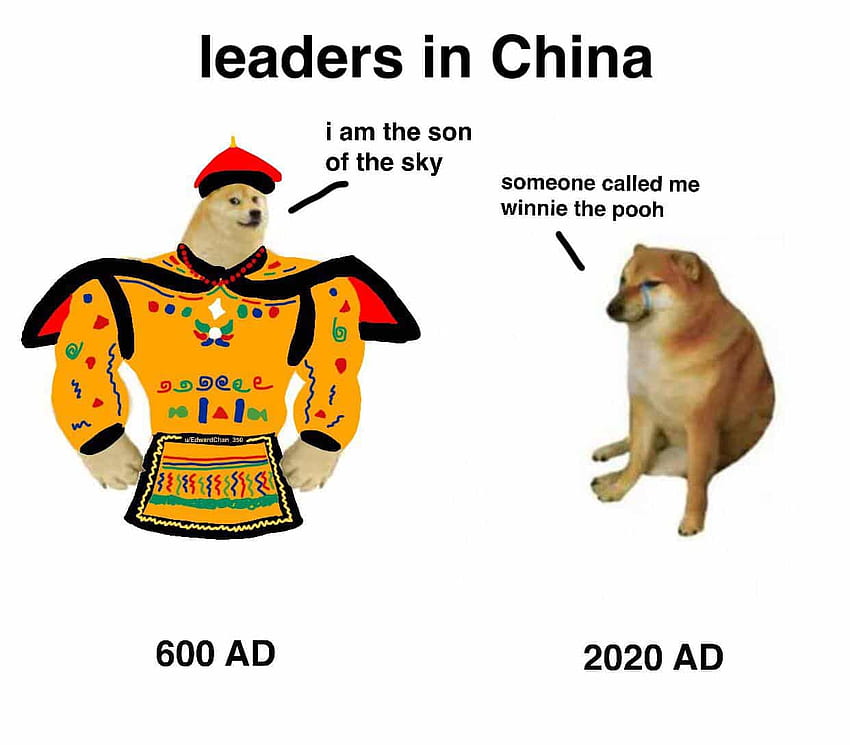 leaders in China
i am the son
of the sky
someone called me
winnie the pooh
u/EdwardChan_350
600 AD
2020 AD